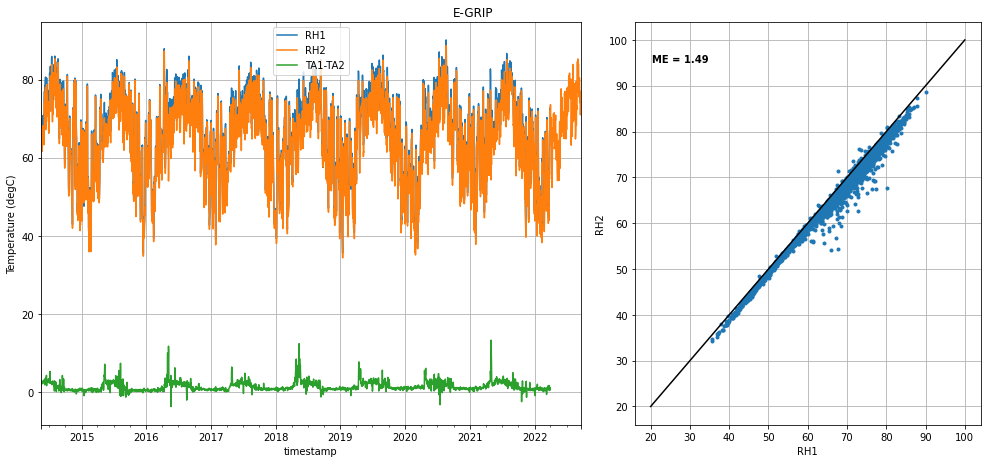 E-GRIP
RH1
RH2
TA1-TA2
Temperature (degC)
80
60
40
20
0
2015 2016 2017 2018 2019 2020 2021 2022
timestamp
ME = 1.49
RH2
100
90
80
70
60
50
40
30
20
20 30 40 50 60 70 80 90 100
RH1